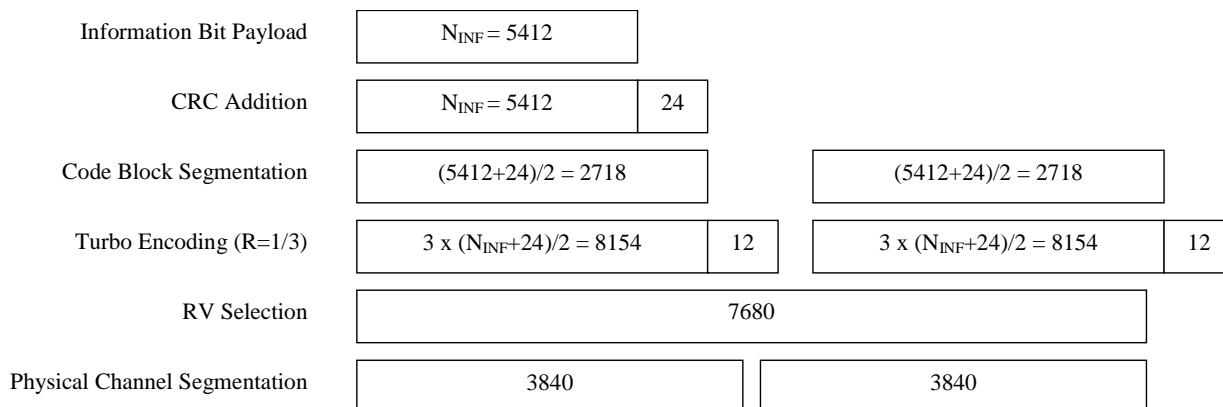 Information Bit Payload N_INF = 5412
CRC Addition N_INF = 5412 24
Code Block Segmentation (5412+24)/2 = 2718 (5412+24)/2 = 2718
Turbo Encoding (R=1/3) 3 x (N_INF+24)/2 = 8154 12 3 x (N_INF+24)/2 = 8154 12
RV Selection 7680
Physical Channel Segmentation 3840 3840